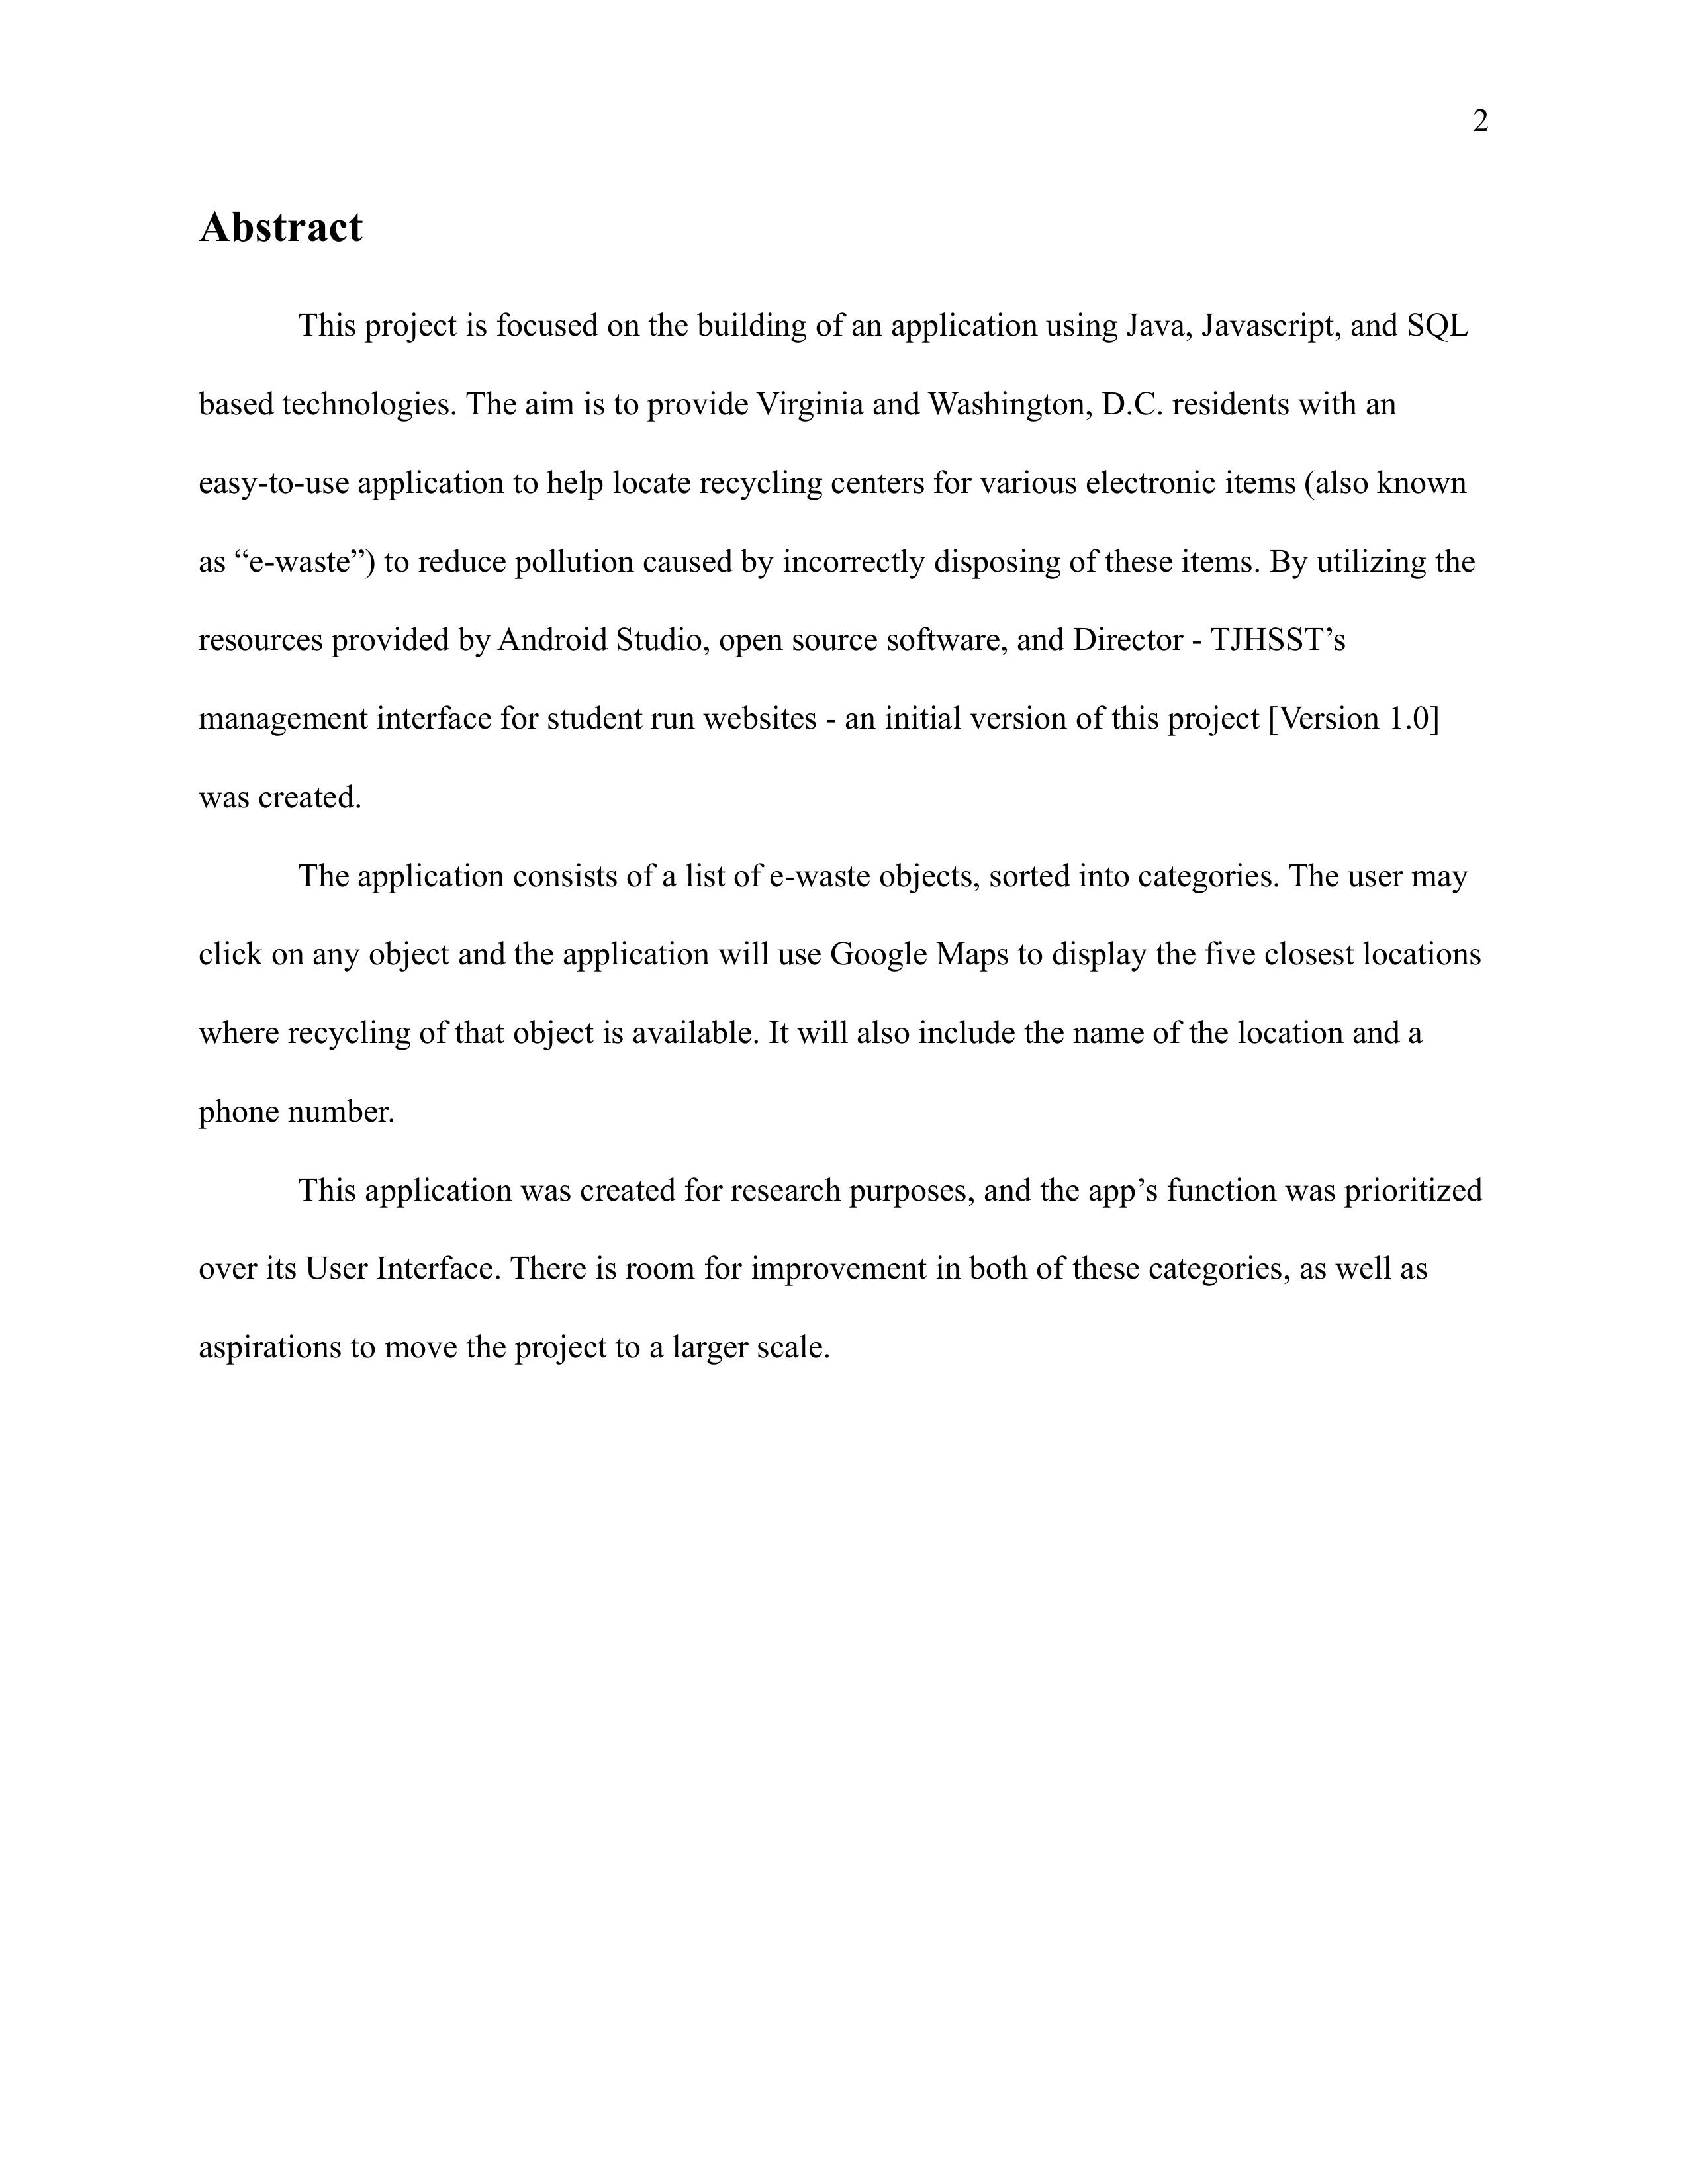 2
Abstract
This project is focused on the building of an application using Java, Javascript, and SQL
based technologies. The aim is to provide Virginia and Washington, D.C. residents with an
easy-to-use application to help locate recycling centers for various electronic items (also known
as “e-waste”) to reduce pollution caused by incorrectly disposing of these items. By utilizing the
resources provided by Android Studio, open source software, and Director - TJHSST’s
management interface for student run websites - an initial version of this project [Version 1.0]
was created.
The application consists of a list of e-waste objects, sorted into categories. The user may
click on any object and the application will use Google Maps to display the five closest locations
where recycling of that object is available. It will also include the name of the location and a
phone number.
This application was created for research purposes, and the app’s function was prioritized
over its User Interface. There is room for improvement in both of these categories, as well as
aspirations to move the project to a larger scale.